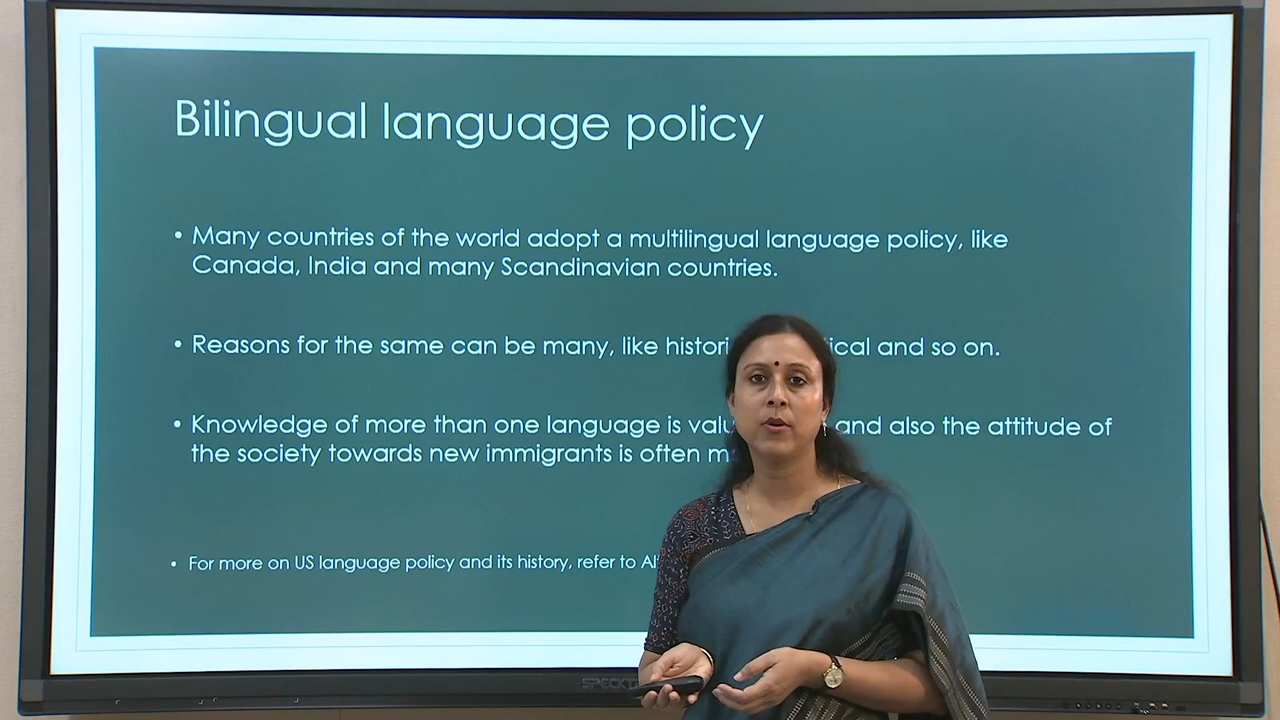 Bilingual language policy
• Many countries of the world adopt a multilingual language policy, like
Canada, India and many Scandinavian countries.
• Reasons for the same can be many, like and so on.
• Knowledge of more than one language is and also the attitude of
the society towards new immigrants is often
• For more on US language policy and its history, refer to